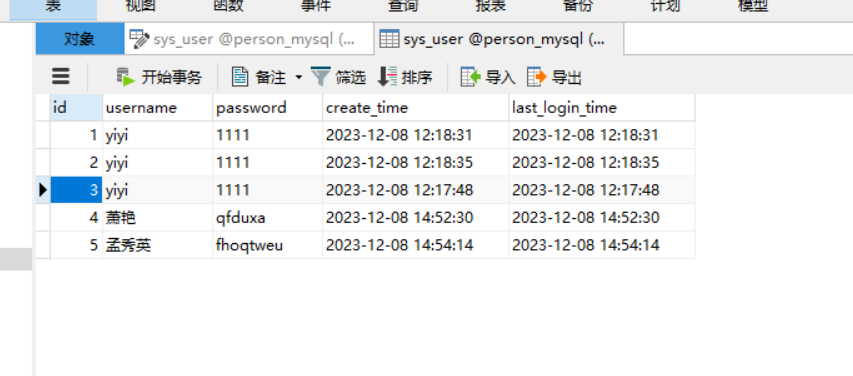 表 视图 函数 事件 查询 报表 备份 计划 模型
对象 sys_user @person_mysql (... sys_user @person_mysql (...
开始事务 备注 筛选 排序 导入 导出
id username password create_time last_login_time
1 yiyi 1111 2023-12-08 12:18:31 2023-12-08 12:18:31
2 yiyi 1111 2023-12-08 12:18:35 2023-12-08 12:18:35
3 yiyi 1111 2023-12-08 12:17:48 2023-12-08 12:17:48
4 萧艳 qfduxa 2023-12-08 14:52:30 2023-12-08 14:52:30
5 孟秀英 fhoqtweu 2023-12-08 14:54:14 2023-12-08 14:54:14